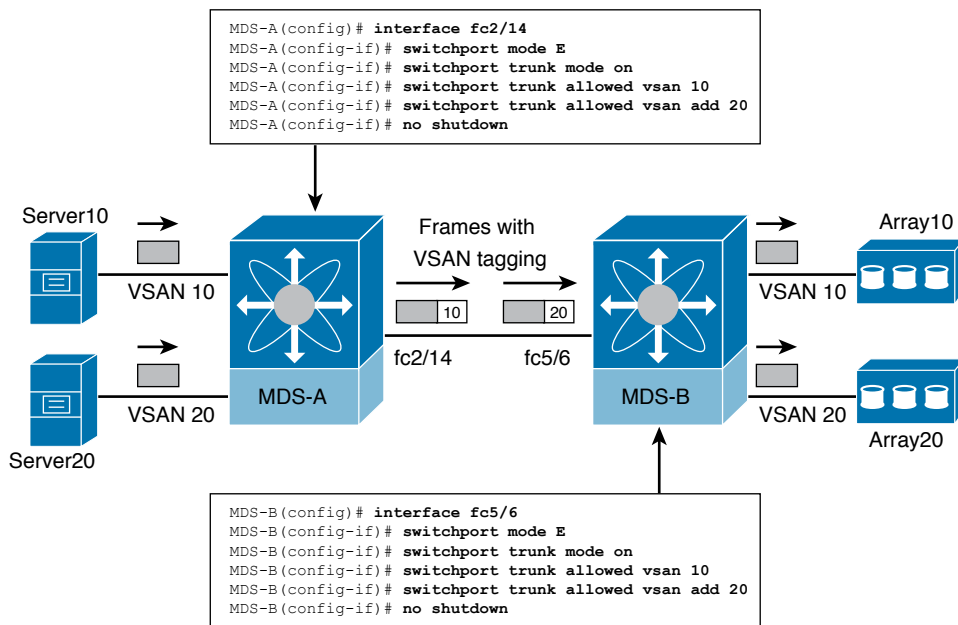 MDS-A(config)# interface fc2/14
MDS-A(config-if)# switchport mode E
MDS-A(config-if)# switchport trunk mode on
MDS-A(config-if)# switchport trunk allowed vsan 10
MDS-A(config-if)# switchport trunk allowed vsan add 20
MDS-A(config-if)# no shutdown
Server10
VSAN 10
Frames with
VSAN tagging
Array10
VSAN 10
10
20
fc2/14
fc5/6
MDS-A
MDS-B
VSAN 20
Server20
VSAN 20
Array20
MDS-B(config)# interface fc5/6
MDS-B(config-if)# switchport mode E
MDS-B(config-if)# switchport trunk mode on
MDS-B(config-if)# switchport trunk allowed vsan 10
MDS-B(config-if)# switchport trunk allowed vsan add 20
MDS-B(config-if)# no shutdown